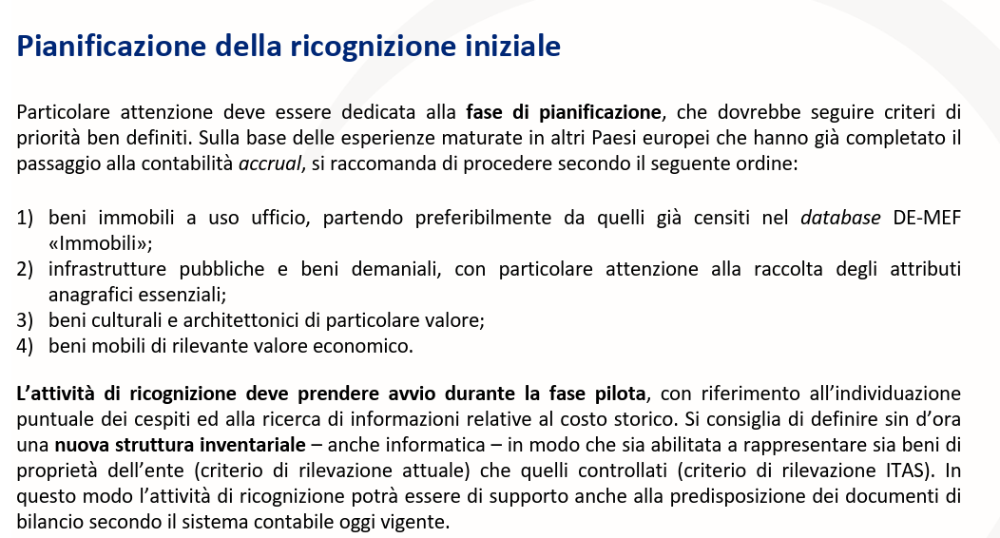 Pianificazione della ricognizione iniziale
Particolare attenzione deve essere dedicata alla fase di pianificazione, che dovrebbe seguire criteri di
priorità ben definiti. Sulla base delle esperienze maturate in altri Paesi europei che hanno già completato il
passaggio alla contabilità accrual, si raccomanda di procedere secondo il seguente ordine:
1) beni immobili a uso ufficio, partendo preferibilmente da quelli già censiti nel database DE-MEF
«Immobili»;
2) infrastrutture pubbliche e beni demaniali, con particolare attenzione alla raccolta degli attributi
anagrafici essenziali;
3) beni culturali e architettonici di particolare valore;
4) beni mobili di rilevante valore economico.
L’attività di ricognizione deve prendere avvio durante la fase pilota, con riferimento all’individuazione
puntuale dei cespiti ed alla ricerca di informazioni relative al costo storico. Si consiglia di definire sin d’ora
una nuova struttura inventariale – anche informatica – in modo che sia abilitata a rappresentare sia beni di
proprietà dell’ente (criterio di rilevazione attuale) che quelli controllati (criterio di rilevazione ITAS). In
questo modo l’attività di ricognizione potrà essere di supporto anche alla predisposizione dei documenti di
bilancio secondo il sistema contabile oggi vigente.